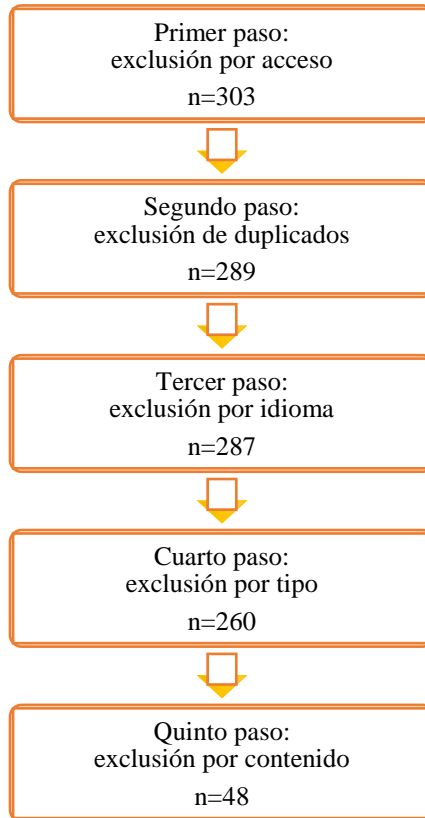 Primer paso:
exclusión por acceso
n=303
Segundo paso:
exclusión de duplicados
n=289
Tercer paso:
exclusión por idioma
n=287
Cuarto paso:
exclusión por tipo
n=260
Quinto paso:
exclusión por contenido
n=48